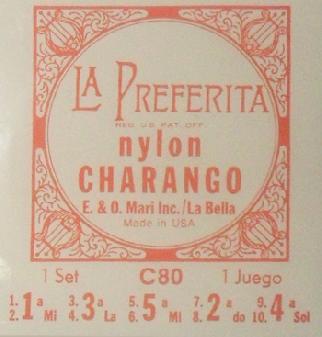 LA PREFERITA
REG. U.S. PAT. OFF.
nylon
CHARANGO
E. & O. Mari Inc./La Bella
Made in USA
1 Set C80 1 Juego
1. 2. 1ª Mi 3. 4. 3ª La 5. 6. 5ª Mi 7. 8. 2ª do 9. 10. 4ª Sol